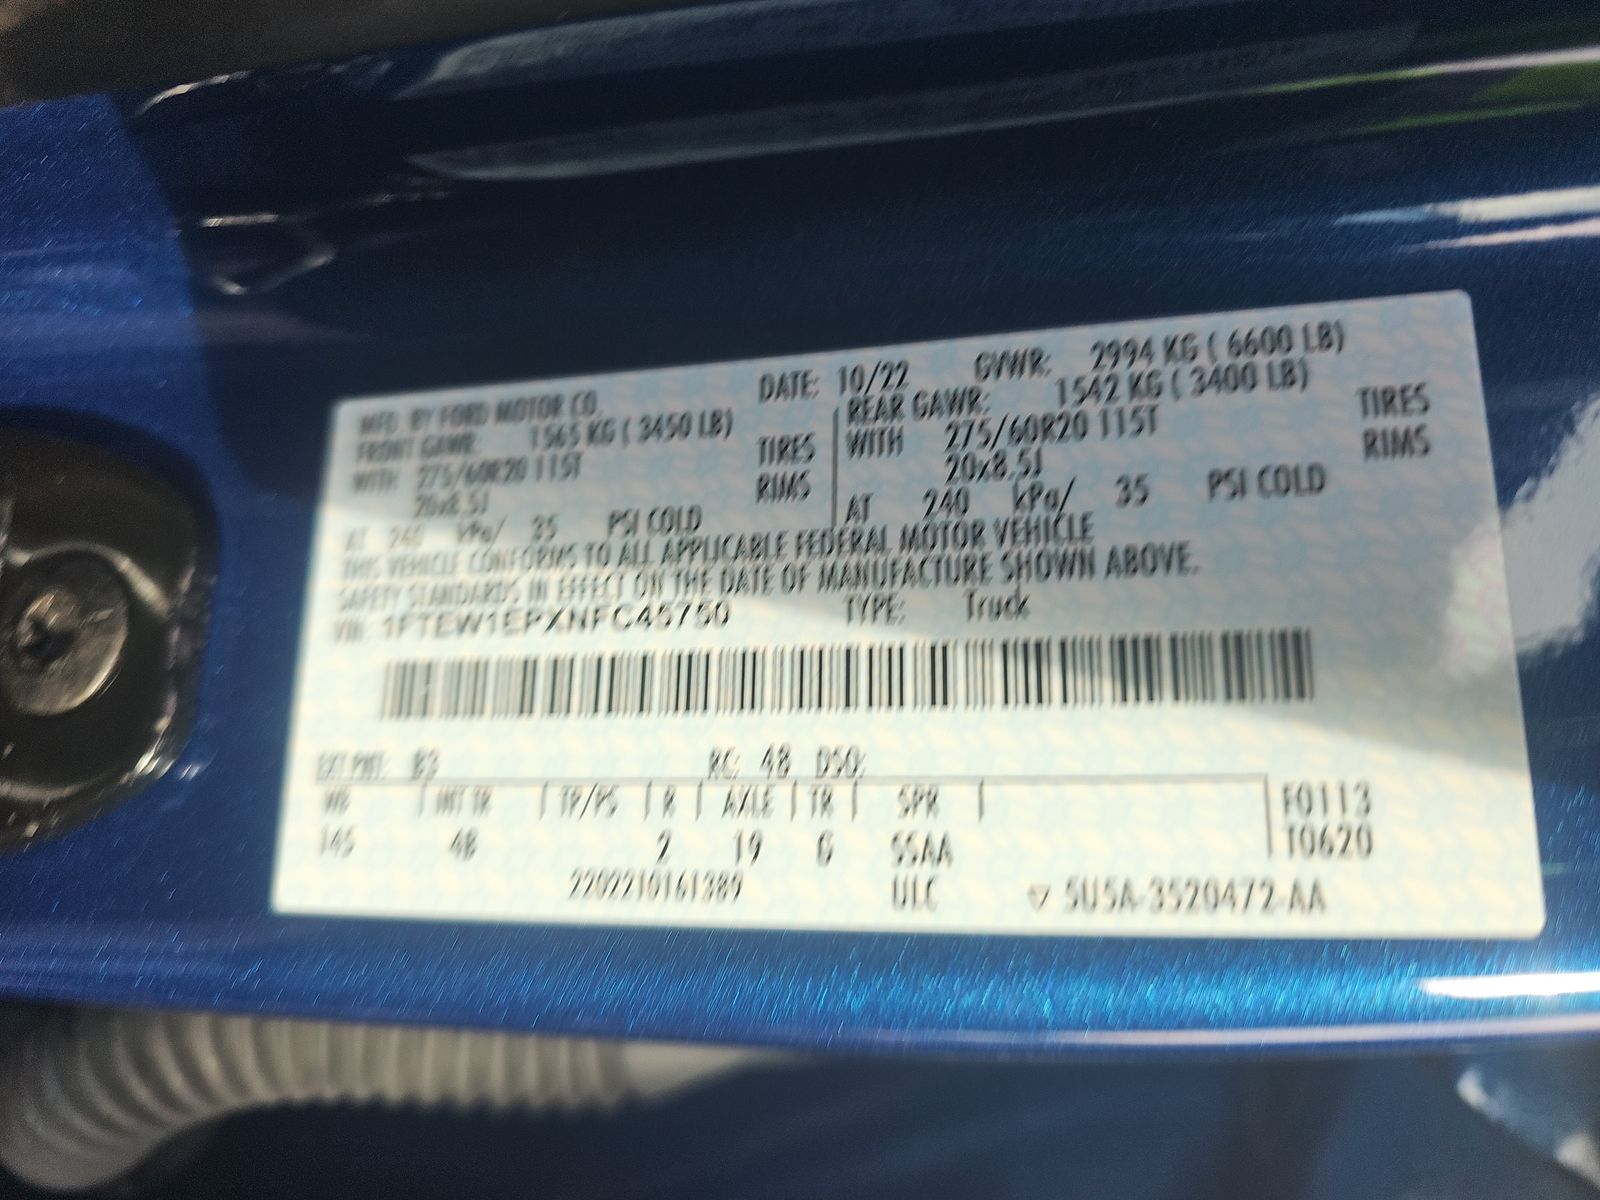 MFD. BY FORD MOTOR CO. DATE: 10/22 GVWR: 2994 KG ( 6600 LB)
FRONT GAWR: 1565 KG ( 3450 LB) REAR GAWR: 1542 KG ( 3400 LB)
WITH 275/60R20 115T TIRES WITH 275/60R20 115T TIRES
20x8.5J RIMS 20x8.5J RIMS
AT 240 kPa/ 35 PSI COLD AT 240 kPa/ 35 PSI COLD
THIS VEHICLE CONFORMS TO ALL APPLICABLE FEDERAL MOTOR VEHICLE
SAFETY STANDARDS IN EFFECT ON THE DATE OF MANUFACTURE SHOWN ABOVE.
VIN: 1FTEW1EPXNFC45750 TYPE: Truck
EXT PNT: B3 RC: 48 DSO:
WB INT TR TP/PS R AXLE TR SPR F0113
145 4B 2 19 G SSAA T0620
2202210161389 ULC ▽ 5U5A-3520472-AA